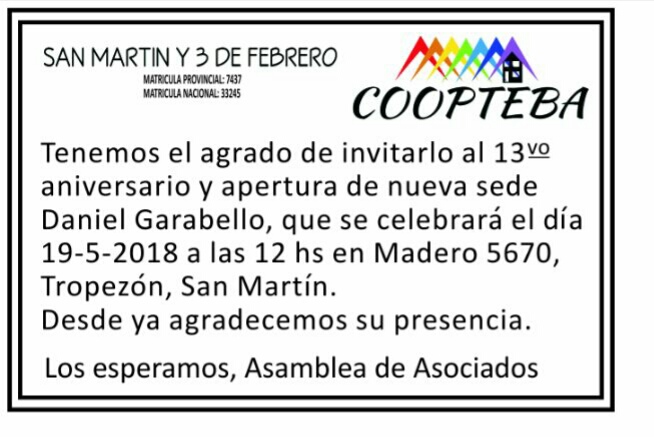 SAN MARTIN Y 3 DE FEBRERO
MATRICULA PROVINCIAL: 7437
MATRICULA NACIONAL: 33245
COOPTEBA
Tenemos el agrado de invitarlo al 13vo
aniversario y apertura de nueva sede
Daniel Garabello, que se celebrará el día
19-5-2018 a las 12 hs en Madero 5670,
Tropezón, San Martín.
Desde ya agradecemos su presencia.
Los esperamos, Asamblea de Asociados